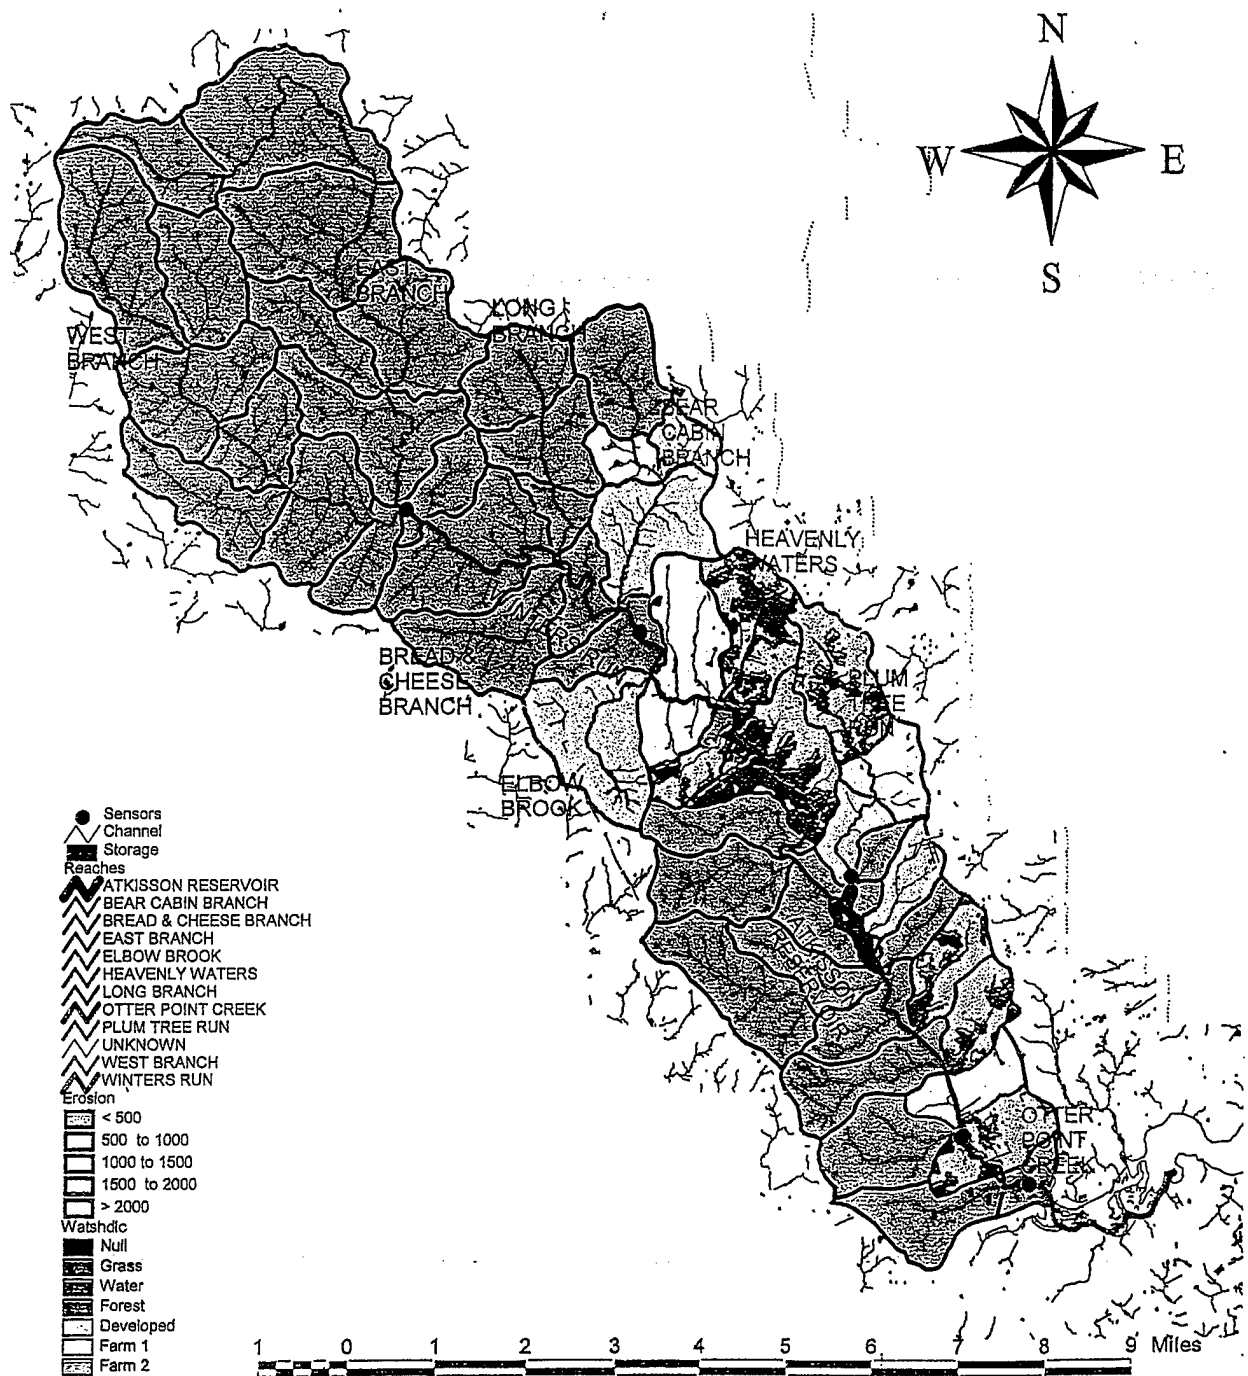 N
W E
S
EAST
BRANCH
LONG
BRANCH
WEST
BRANCH
BEAR
CABIN
BRANCH
HEAVENLY
WATERS
BREAD &
CHEESE
BRANCH
PLUM
TREE
RUN
ELBOW
BROOK
OTTER
POINT
CREEK
Sensors
Channel
Storage
Reaches
ATKISSON RESERVOIR
BEAR CABIN BRANCH
BREAD & CHEESE BRANCH
EAST BRANCH
ELBOW BROOK
HEAVENLY WATERS
LONG BRANCH
OTTER POINT CREEK
PLUM TREE RUN
UNKNOWN
WEST BRANCH
WINTERS RUN
Erosion
< 500
500 to 1000
1000 to 1500
1500 to 2000
> 2000
Watshdlc
Null
Grass
Water
Forest
Developed
Farm 1
Farm 2
1 0 1 2 3 4 5 6 7 8 9 Miles